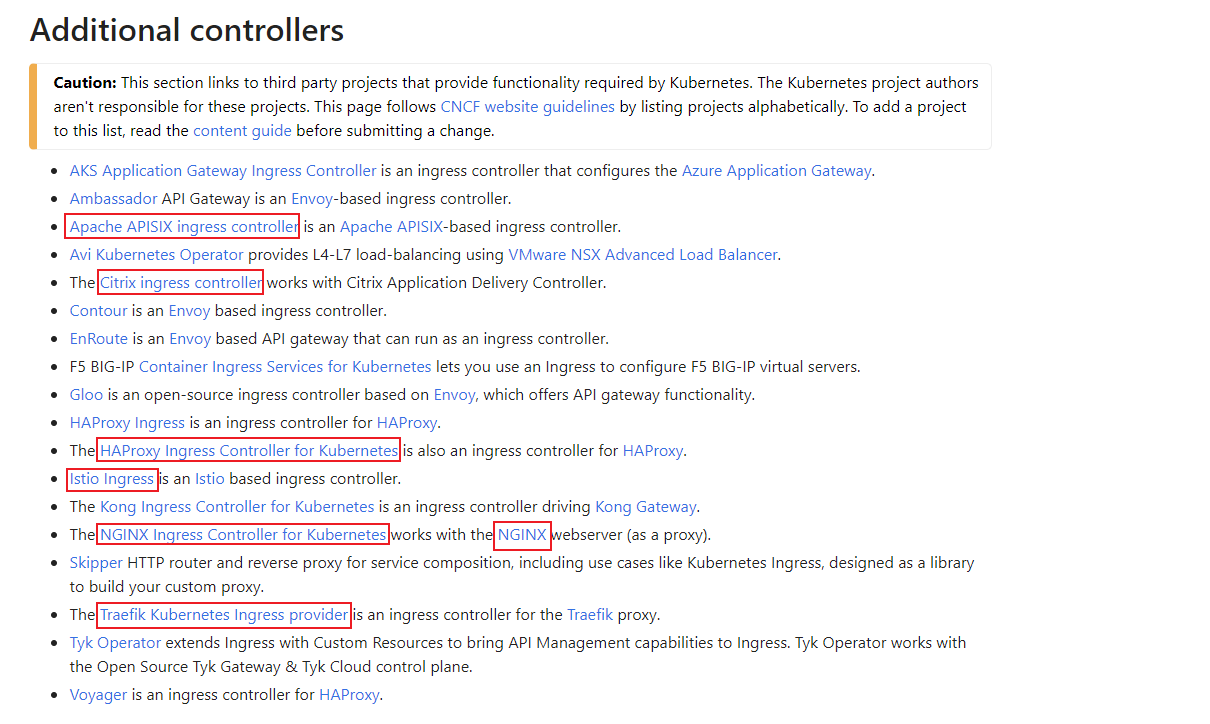 Additional controllers
Caution: This section links to third party projects that provide functionality required by Kubernetes. The Kubernetes project authors
aren't responsible for these projects. This page follows CNCF website guidelines by listing projects alphabetically. To add a project
to this list, read the content guide before submitting a change.
• AKS Application Gateway Ingress Controller is an ingress controller that configures the Azure Application Gateway.
• Ambassador API Gateway is an Envoy-based ingress controller.
• Apache APISIX ingress controller is an Apache APISIX-based ingress controller.
• Avi Kubernetes Operator provides L4-L7 load-balancing using VMware NSX Advanced Load Balancer.
• The Citrix ingress controller works with Citrix Application Delivery Controller.
• Contour is an Envoy based ingress controller.
• EnRoute is an Envoy based API gateway that can run as an ingress controller.
• F5 BIG-IP Container Ingress Services for Kubernetes lets you use an Ingress to configure F5 BIG-IP virtual servers.
• Gloo is an open-source ingress controller based on Envoy, which offers API gateway functionality.
• HAProxy Ingress is an ingress controller for HAProxy.
• The HAProxy Ingress Controller for Kubernetes is also an ingress controller for HAProxy.
• Istio Ingress is an Istio based ingress controller.
• The Kong Ingress Controller for Kubernetes is an ingress controller driving Kong Gateway.
• The NGINX Ingress Controller for Kubernetes works with the NGINX webserver (as a proxy).
• Skipper HTTP router and reverse proxy for service composition, including use cases like Kubernetes Ingress, designed as a library
to build your custom proxy.
• The Traefik Kubernetes Ingress provider is an ingress controller for the Traefik proxy.
• Tyk Operator extends Ingress with Custom Resources to bring API Management capabilities to Ingress. Tyk Operator works with
the Open Source Tyk Gateway & Tyk Cloud control plane.
• Voyager is an ingress controller for HAProxy.